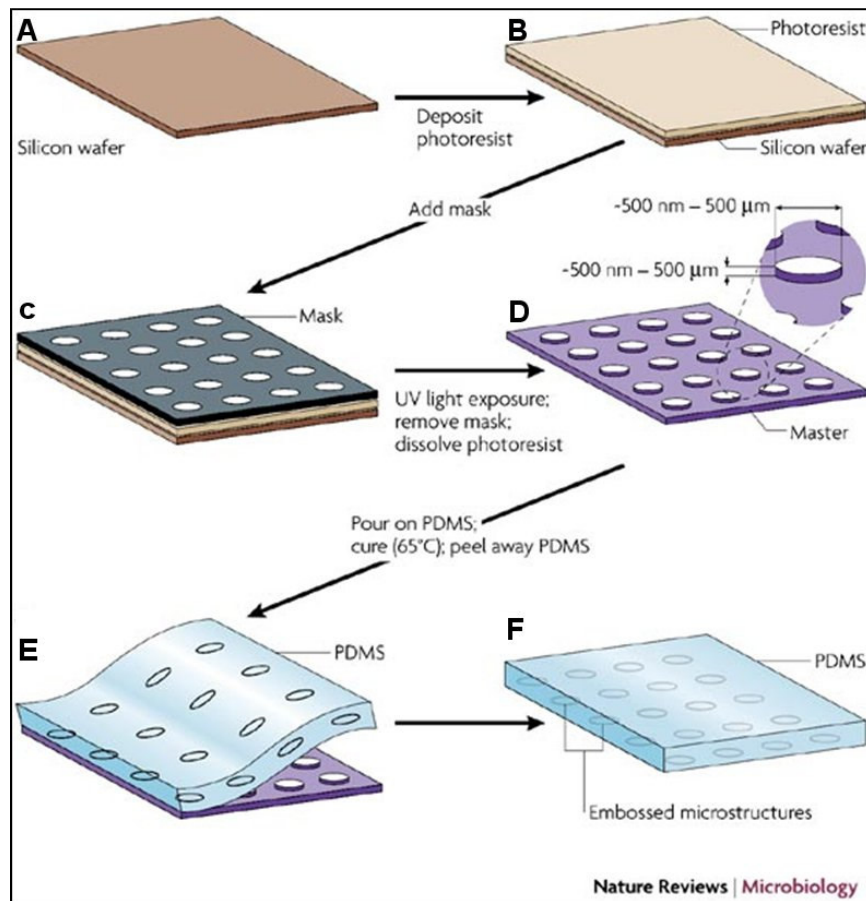 A
B
Photoresist
Deposit
photoresist
Silicon wafer
Silicon wafer
Add mask
~500 nm – 500 μm
~500 nm – 500 μm
C
Mask
D
UV light exposure;
remove mask;
dissolve photoresist
Master
Pour on PDMS;
cure (65°C); peel away PDMS
E
PDMS
F
PDMS
Embossed microstructures
Nature Reviews | Microbiology